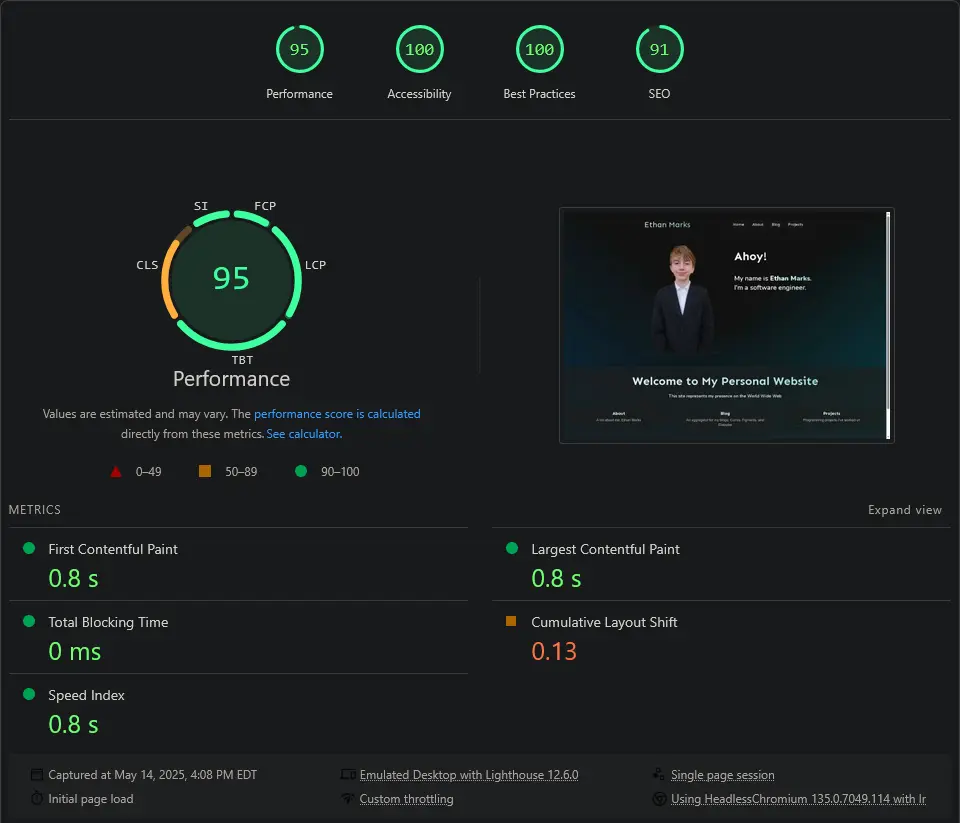 95
100
100
91
Performance
Accessibility
Best Practices
SEO
SI
FCP
CLS
LCP
95
TBT
Performance
Values are estimated and may vary. The performance score is calculated
directly from these metrics. See calculator.
0–49
50–89
90–100
Ethan Marks
Home About Blog Projects
Ahoy!
My name is Ethan Marks.
I'm a software engineer.
Welcome to My Personal Website
This site represents my presence on the World Wide Web
About
Blog
Projects
METRICS
Expand view
First Contentful Paint
0.8 s
Largest Contentful Paint
0.8 s
Total Blocking Time
0 ms
Cumulative Layout Shift
0.13
Speed Index
0.8 s
Captured at May 14, 2025, 4:08 PM EDT
Emulated Desktop with Lighthouse 12.6.0
Single page session
Initial page load
Custom throttling
Using HeadlessChromium 135.0.7049.114 with lr